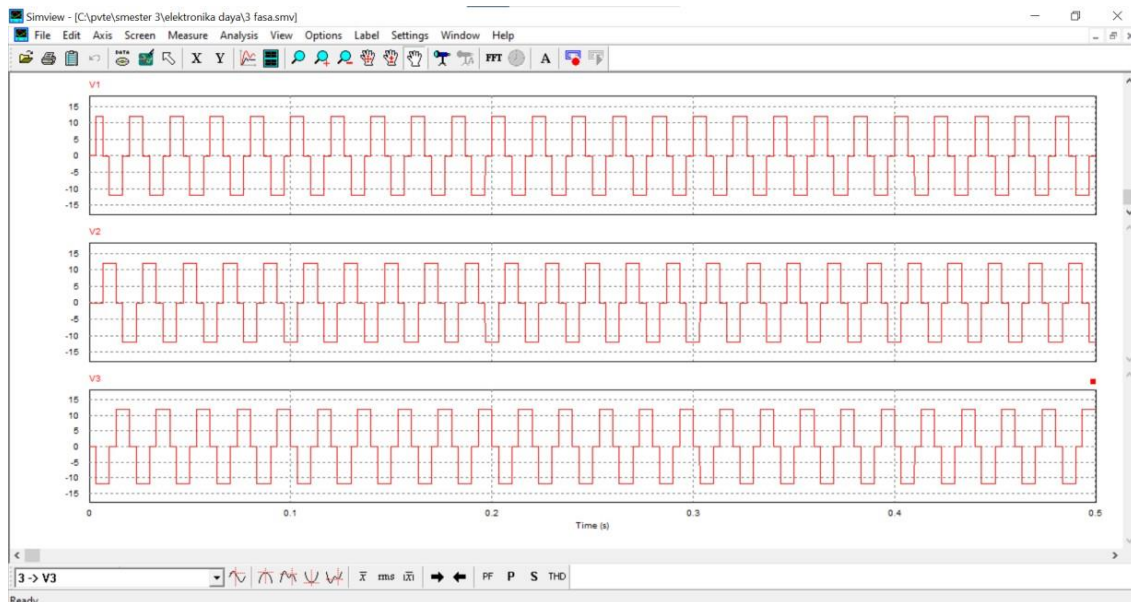 Simview - [C:\pvte\smester 3\elektronika daya\3 fasa.smv]
File Edit Axis Screen Measure Analysis View Options Label Settings Window Help
DATA X Y FFT A
V1
15
10
5
0
-5
-10
-15
V2
15
10
5
0
-5
-10
-15
V3
15
10
5
0
-5
-10
-15
0 0.1 0.2 0.3 0.4 0.5
Time (s)
3 -> V3 x rms |x| PF P S THD
Ready